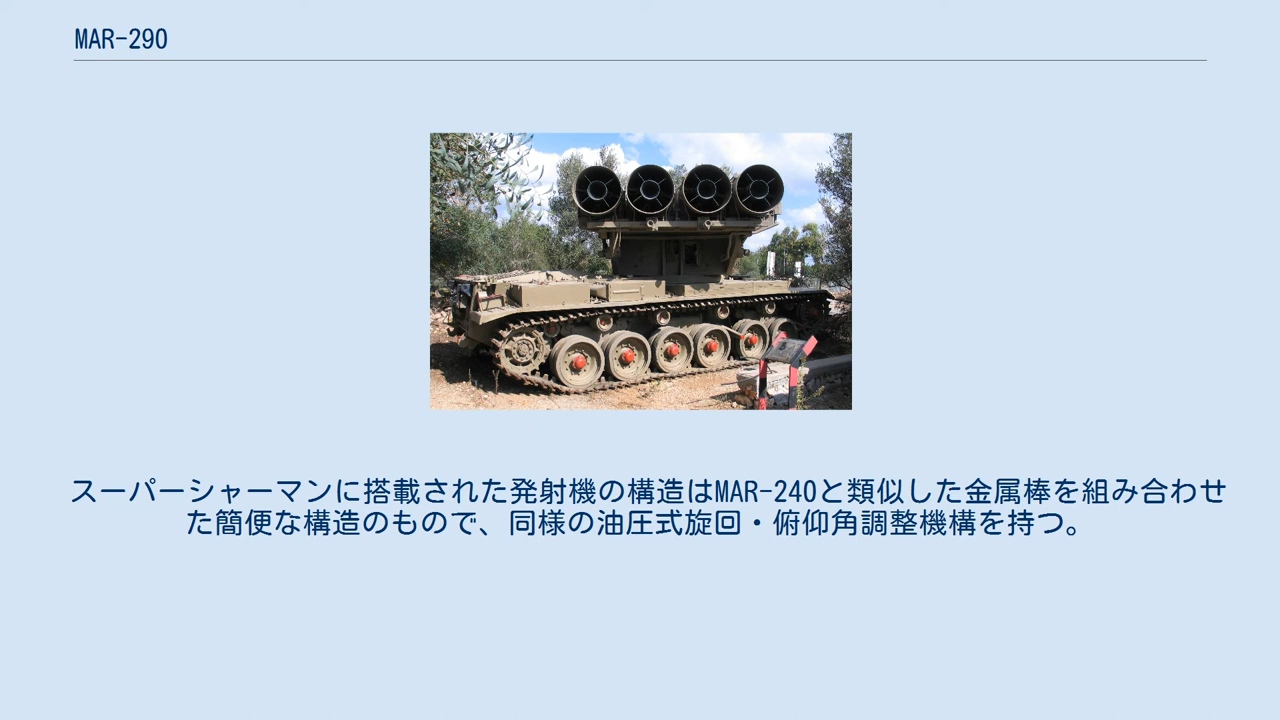 MAR-290
スーパーシャーマンに搭載された発射機の構造はMAR-240と類似した金属棒を組み合わせ
た簡便な構造のもので、同様の油圧式旋回・俯仰角調整機構を持つ。